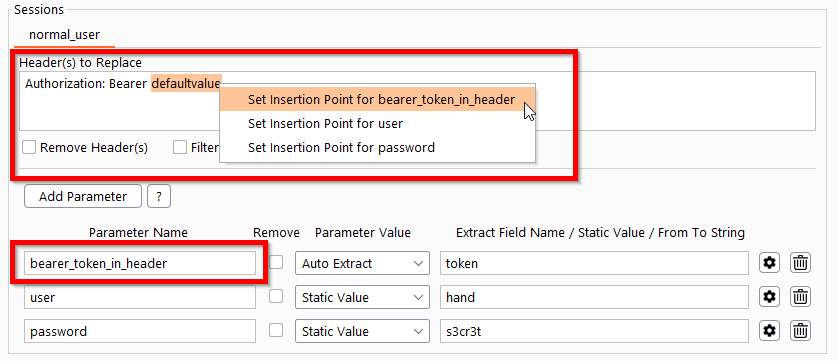 Sessions
normal_user
Header(s) to Replace
Authorization: Bearer defaultvalue
Set Insertion Point for bearer_token_in_header
Set Insertion Point for user
Remove Header(s) Filter Set Insertion Point for password
Add Parameter ?
Parameter Name Remove Parameter Value Extract Field Name / Static Value / From To String
bearer_token_in_header Auto Extract token
user Static Value hand
password Static Value s3cr3t